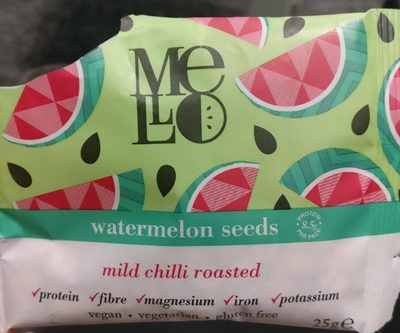 MeLLO
watermelon seeds
PROTEIN 8.5g PER PACK
mild chilli roasted
✓protein ✓fibre ✓magnesium ✓iron ✓potassium
vegan • vegetarian • gluten free
25g e